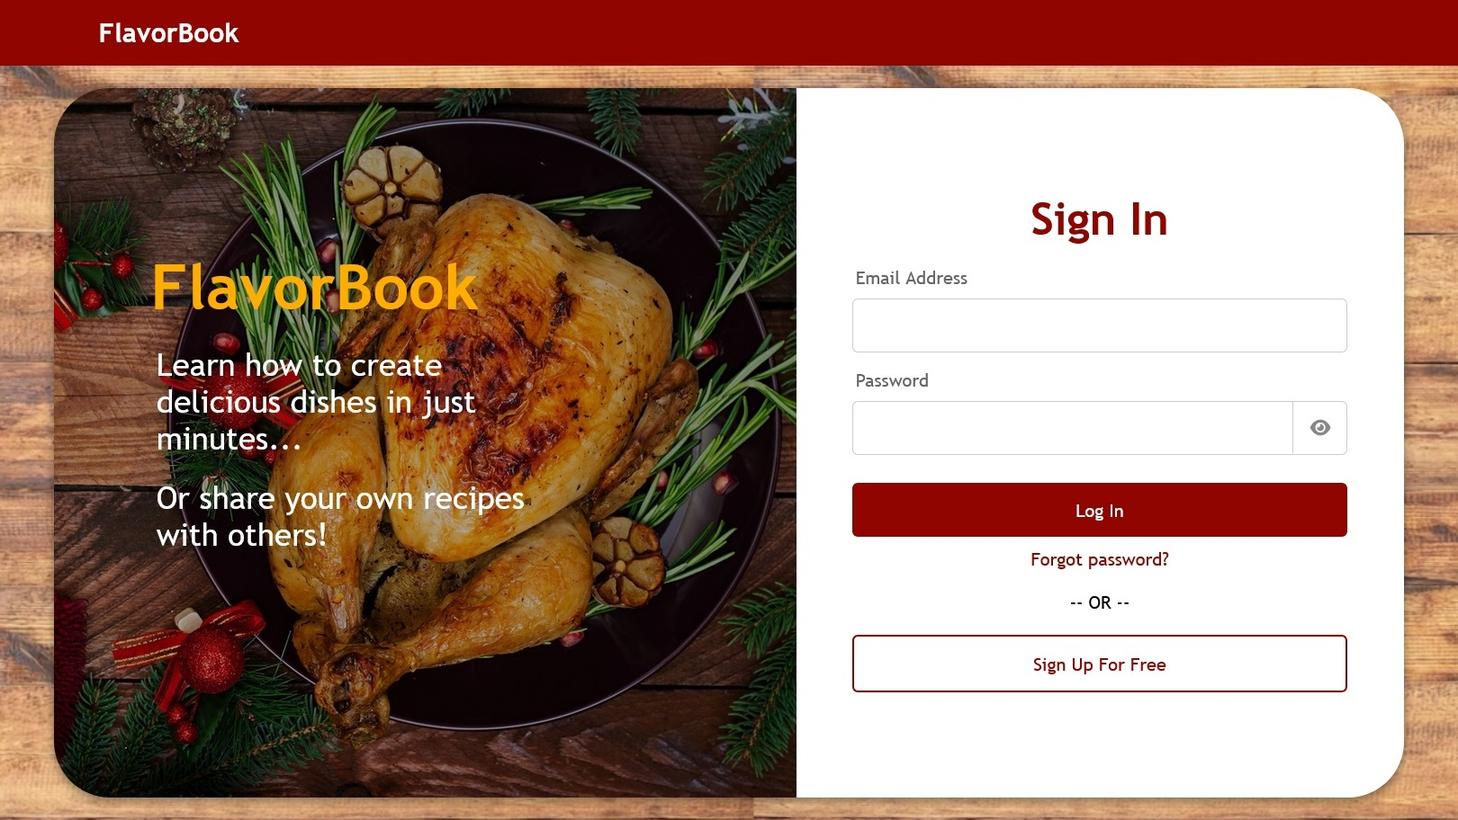 FlavorBook
FlavorBook
Learn how to create
delicious dishes in just
minutes...
Or share your own recipes
with others!
Sign In
Email Address
Password
Log In
Forgot password?
-- OR --
Sign Up For Free